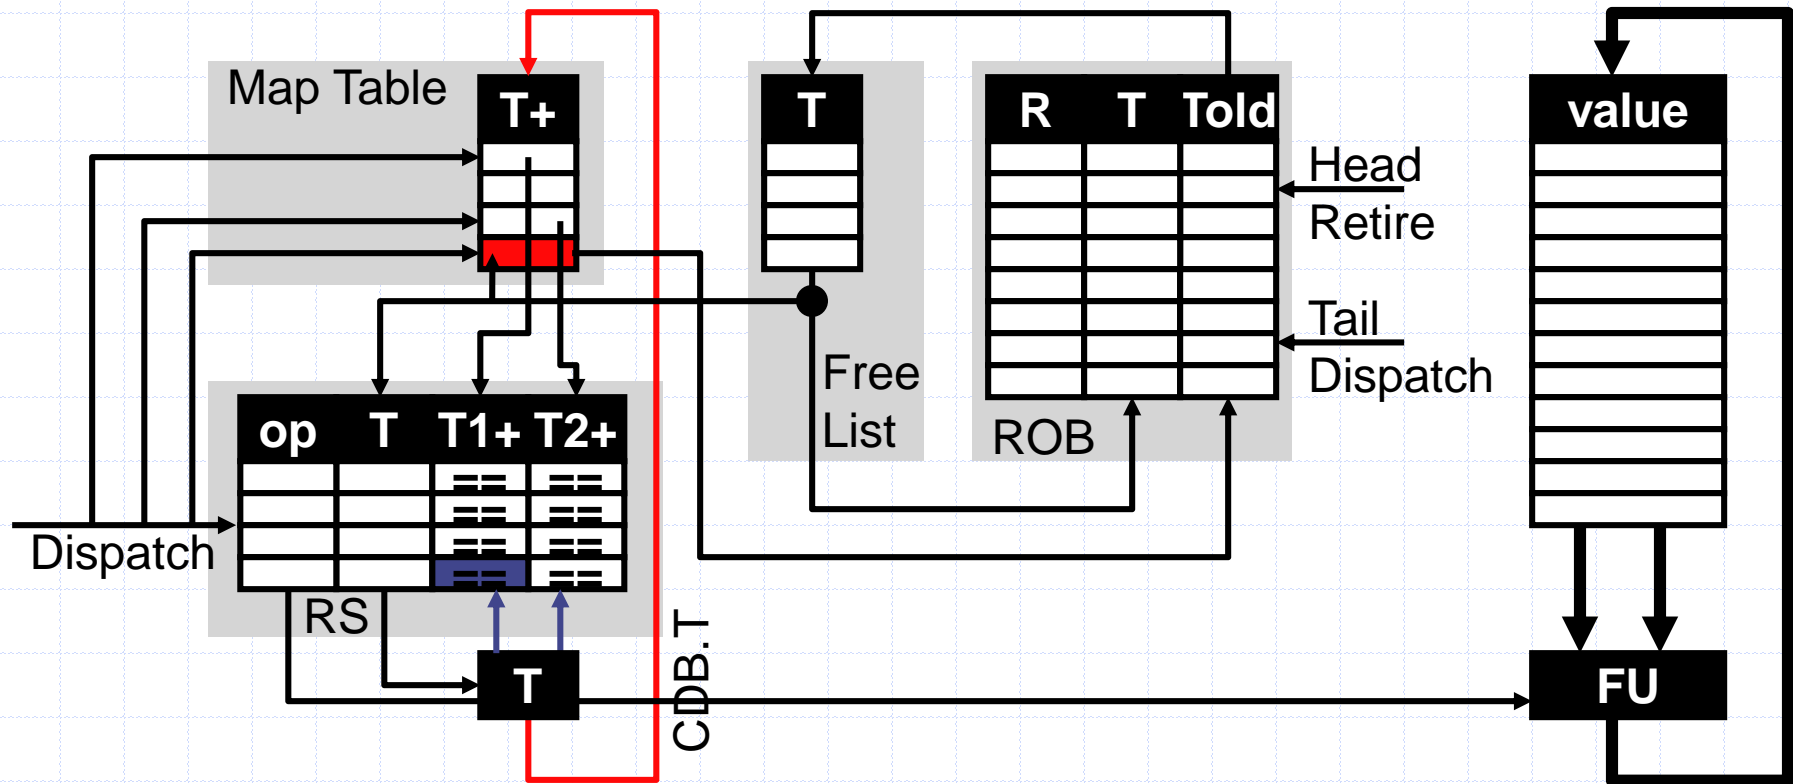 Map Table
T+
T
R T Told
value
Head
Retire
Tail
Dispatch
Free
List
ROB
op T T1+ T2+
== ==
== ==
== ==
== ==
Dispatch
RS
CDB.T
T
FU